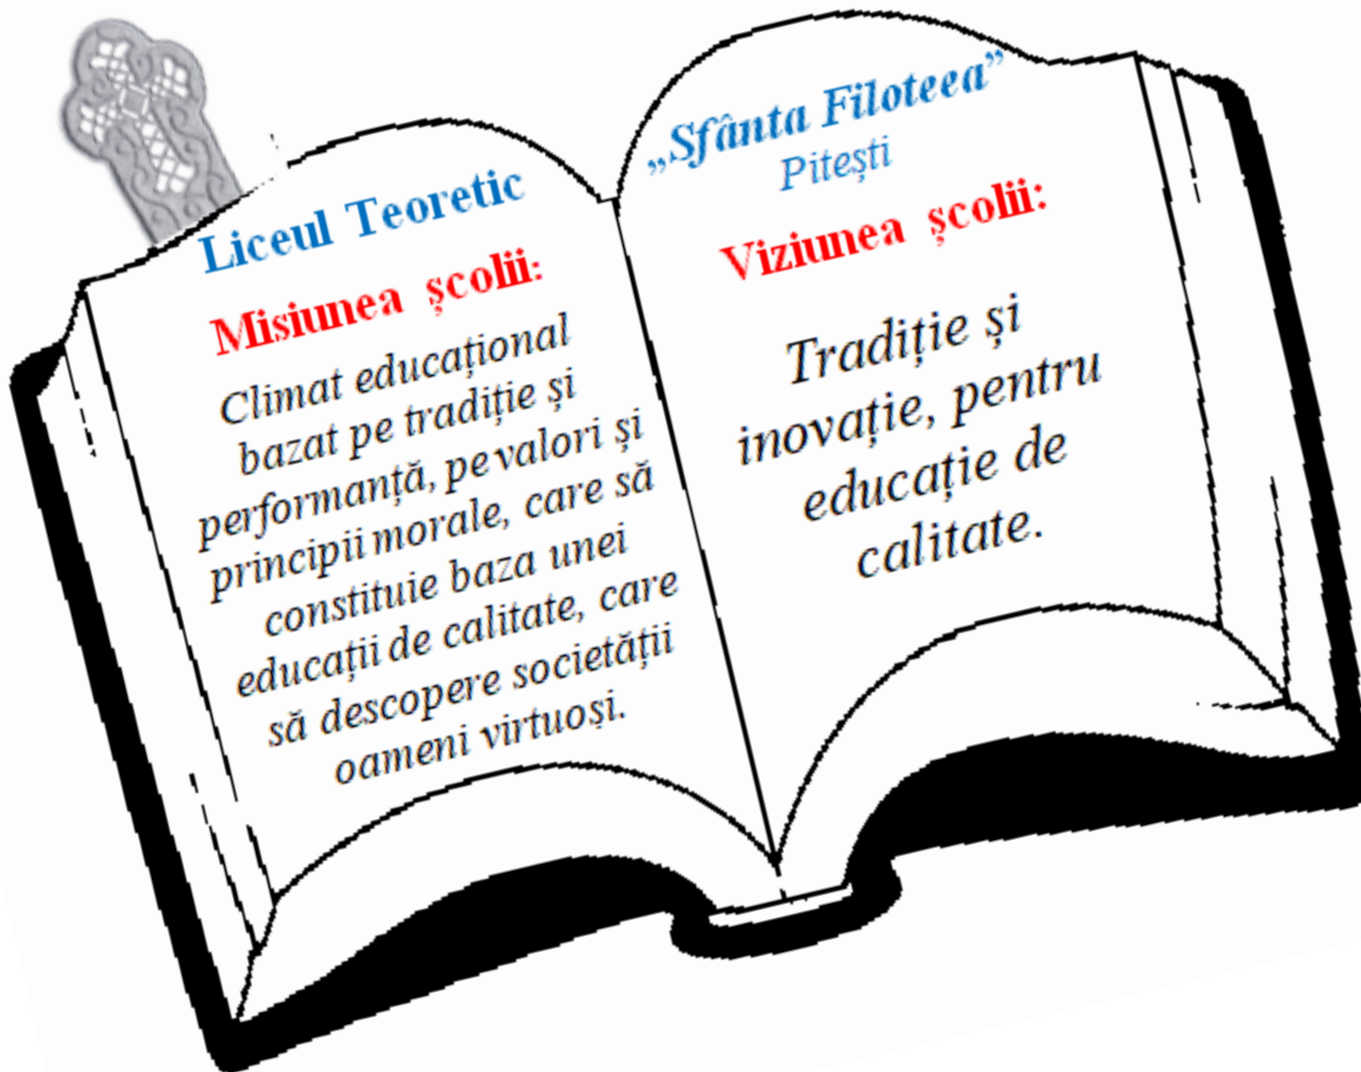 Liceul Teoretic
Misiunea școlii:
Climat educațional
bazat pe tradiție și
performanță, pe valori și
principii morale, care să
constituie baza unei
educații de calitate, care
să descopere societății
oameni virtuoși.
„Sfânta Filoteea”
Pitești
Viziunea școlii:
Tradiție și
inovație, pentru
educație de
calitate.